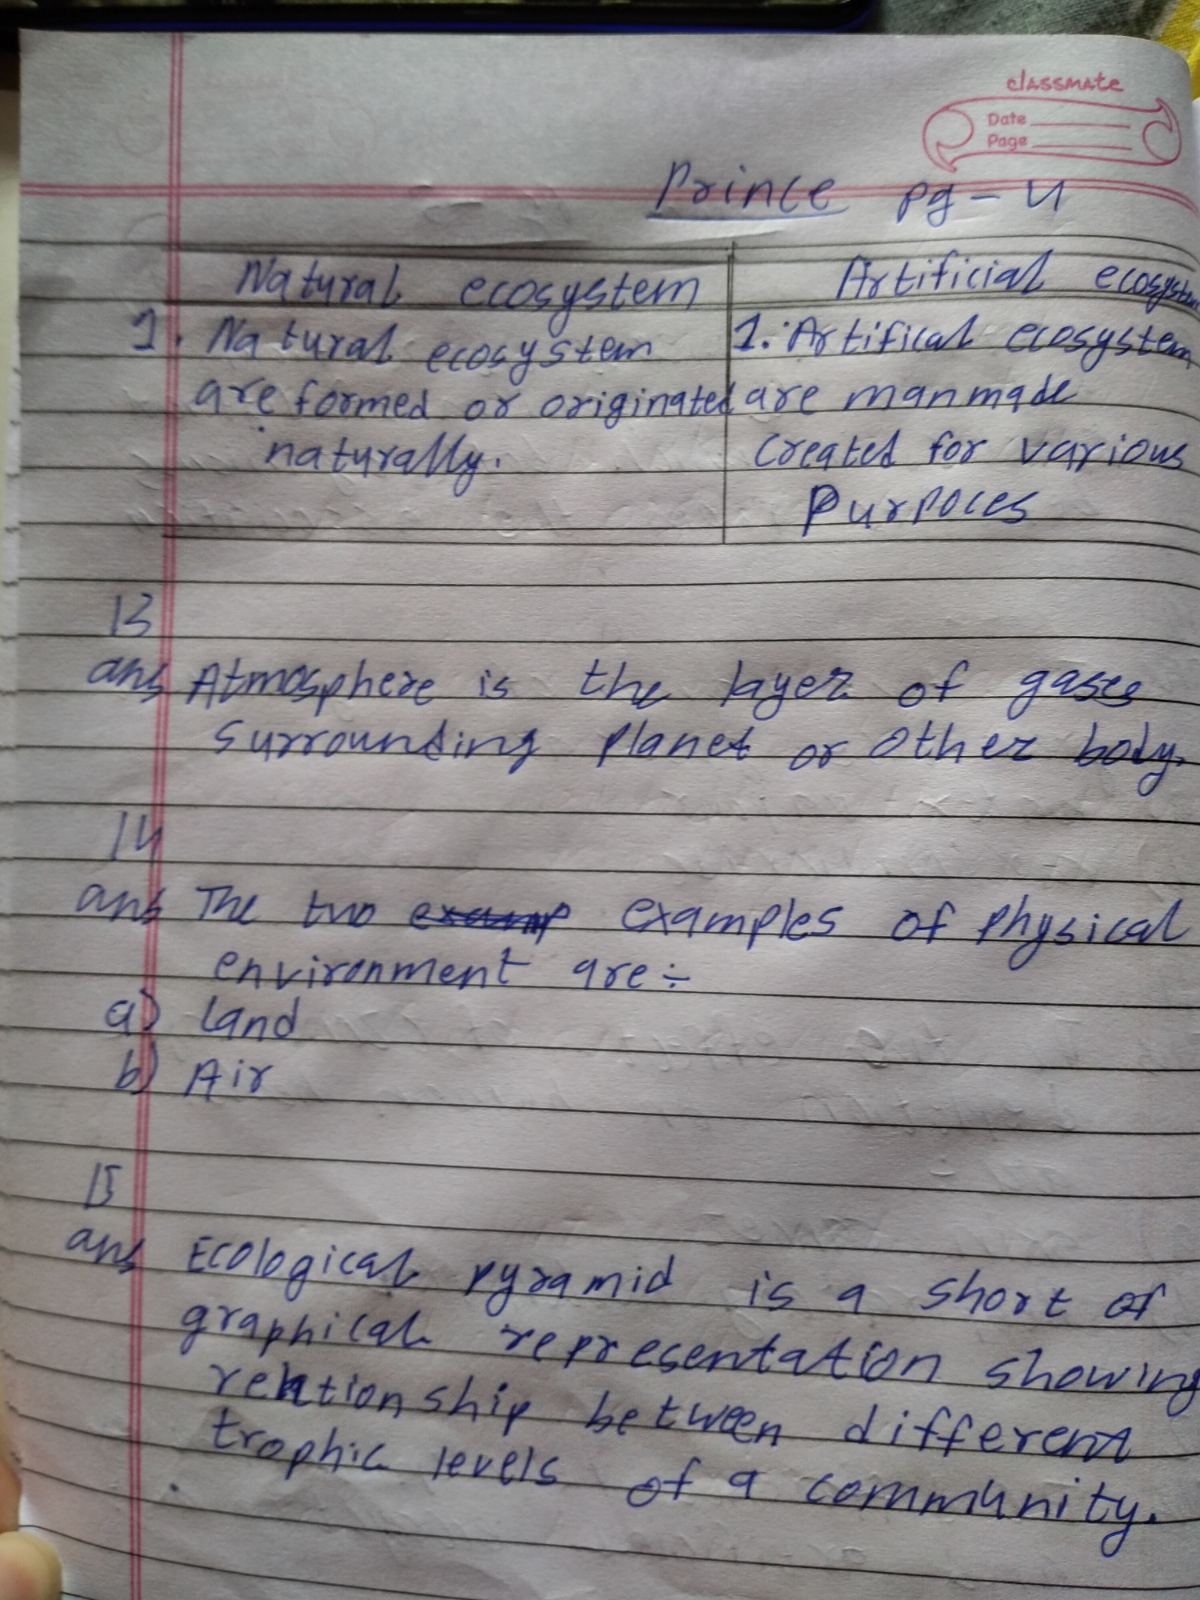 classmate
Date
Page
Prince pg - 4
Natural ecosystem
Artificial ecosystem
1. Natural ecosystem
are formed or originated
naturally.
1. Artifical ecosystem
are manmade
created for various
Purpoces
13
ans Atmosphere is the layer of gases
surrounding planet or other body.
14
ans The two examples of physical
environment are:-
a) Land
b) Air
15
ans Ecological pyramid is a short of
graphical representation showing
relationship between different
trophic levels of a community.